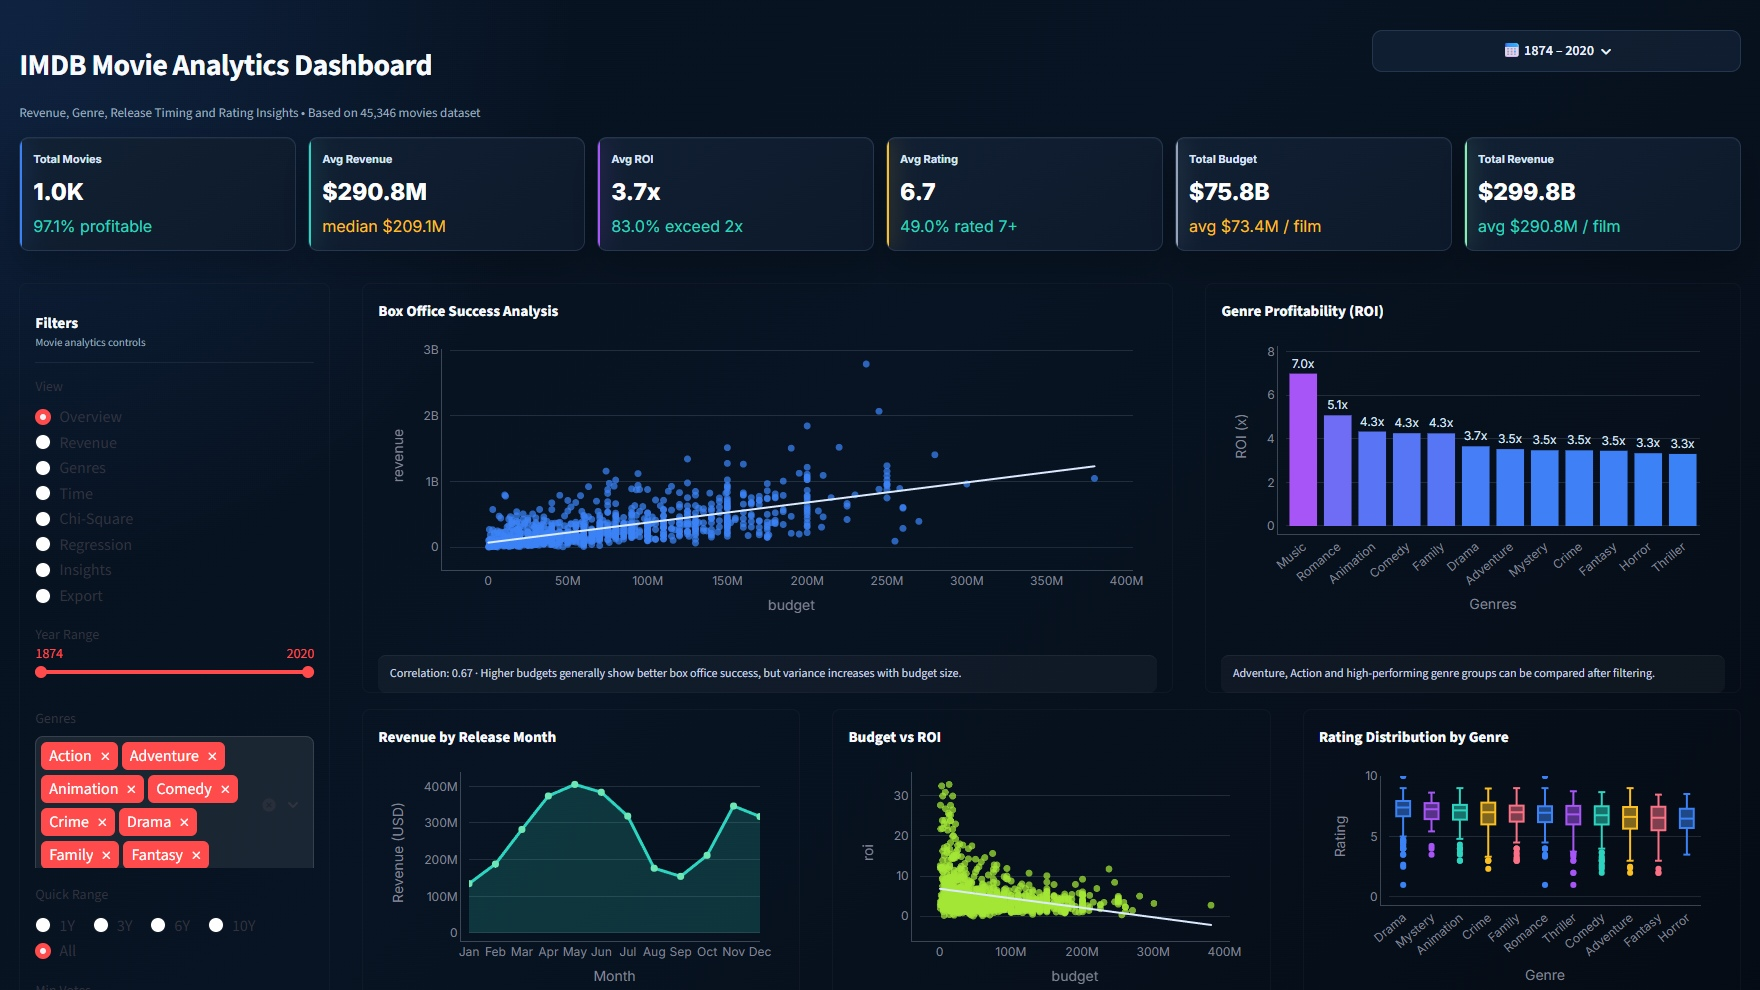 IMDB Movie Analytics Dashboard
1874 – 2020
Revenue, Genre, Release Timing and Rating Insights • Based on 45,346 movies dataset
Total Movies
1.0K
97.1% profitable
Avg Revenue
$290.8M
median $209.1M
Avg ROI
3.7x
83.0% exceed 2x
Avg Rating
6.7
49.0% rated 7+
Total Budget
$75.8B
avg $73.4M / film
Total Revenue
$299.8B
avg $290.8M / film
Filters
Movie analytics controls
View
Overview
Revenue
Genres
Time
Chi-Square
Regression
Insights
Export
Year Range
1874 2020
Genres
Action × Adventure ×
Animation × Comedy ×
Crime × Drama ×
Family × Fantasy ×
Quick Range
1Y 3Y 6Y 10Y
All
Min Votes
Box Office Success Analysis
3B
2B
1B
0
revenue
0 50M 100M 150M 200M 250M 300M 350M 400M
budget
Correlation: 0.67 · Higher budgets generally show better box office success, but variance increases with budget size.
Genre Profitability (ROI)
8
6
4
2
0
ROI (x)
7.0x 5.1x 4.3x 4.3x 4.3x 3.7x 3.5x 3.5x 3.5x 3.5x 3.3x 3.3x
Music Romance Animation Comedy Family Drama Adventure Mystery Crime Fantasy Horror Thriller
Genres
Adventure, Action and high-performing genre groups can be compared after filtering.
Revenue by Release Month
400M
300M
200M
100M
0
Revenue (USD)
Jan Feb Mar Apr May Jun Jul Aug Sep Oct Nov Dec
Month
Budget vs ROI
30
20
10
0
roi
0 100M 200M 300M 400M
budget
Rating Distribution by Genre
10
5
0
Rating
Drama Mystery Animation Crime Family Romance Thriller Comedy Adventure Fantasy Horror
Genre